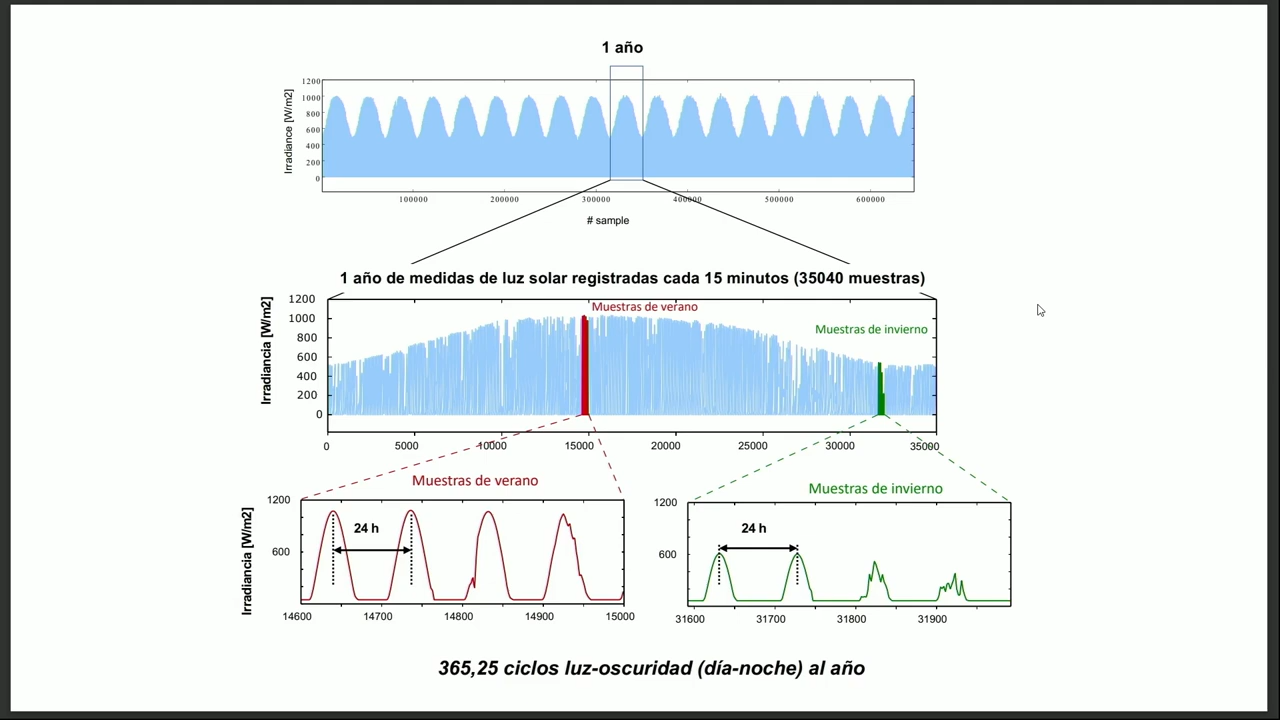 1 año
Irradiance [W/m2]
1200
1000
800
600
400
200
0
100000 200000 300000 400000 500000 600000
# sample
1 año de medidas de luz solar registradas cada 15 minutos (35040 muestras)
Irradiancia [W/m2]
1200
1000
800
600
400
200
0
Muestras de verano
Muestras de invierno
0 5000 10000 15000 20000 25000 30000 35000
Muestras de verano
Irradiancia [W/m2]
1200
600
24 h
14600 14700 14800 14900 15000
Muestras de invierno
1200
600
24 h
31600 31700 31800 31900
365,25 ciclos luz-oscuridad (día-noche) al año